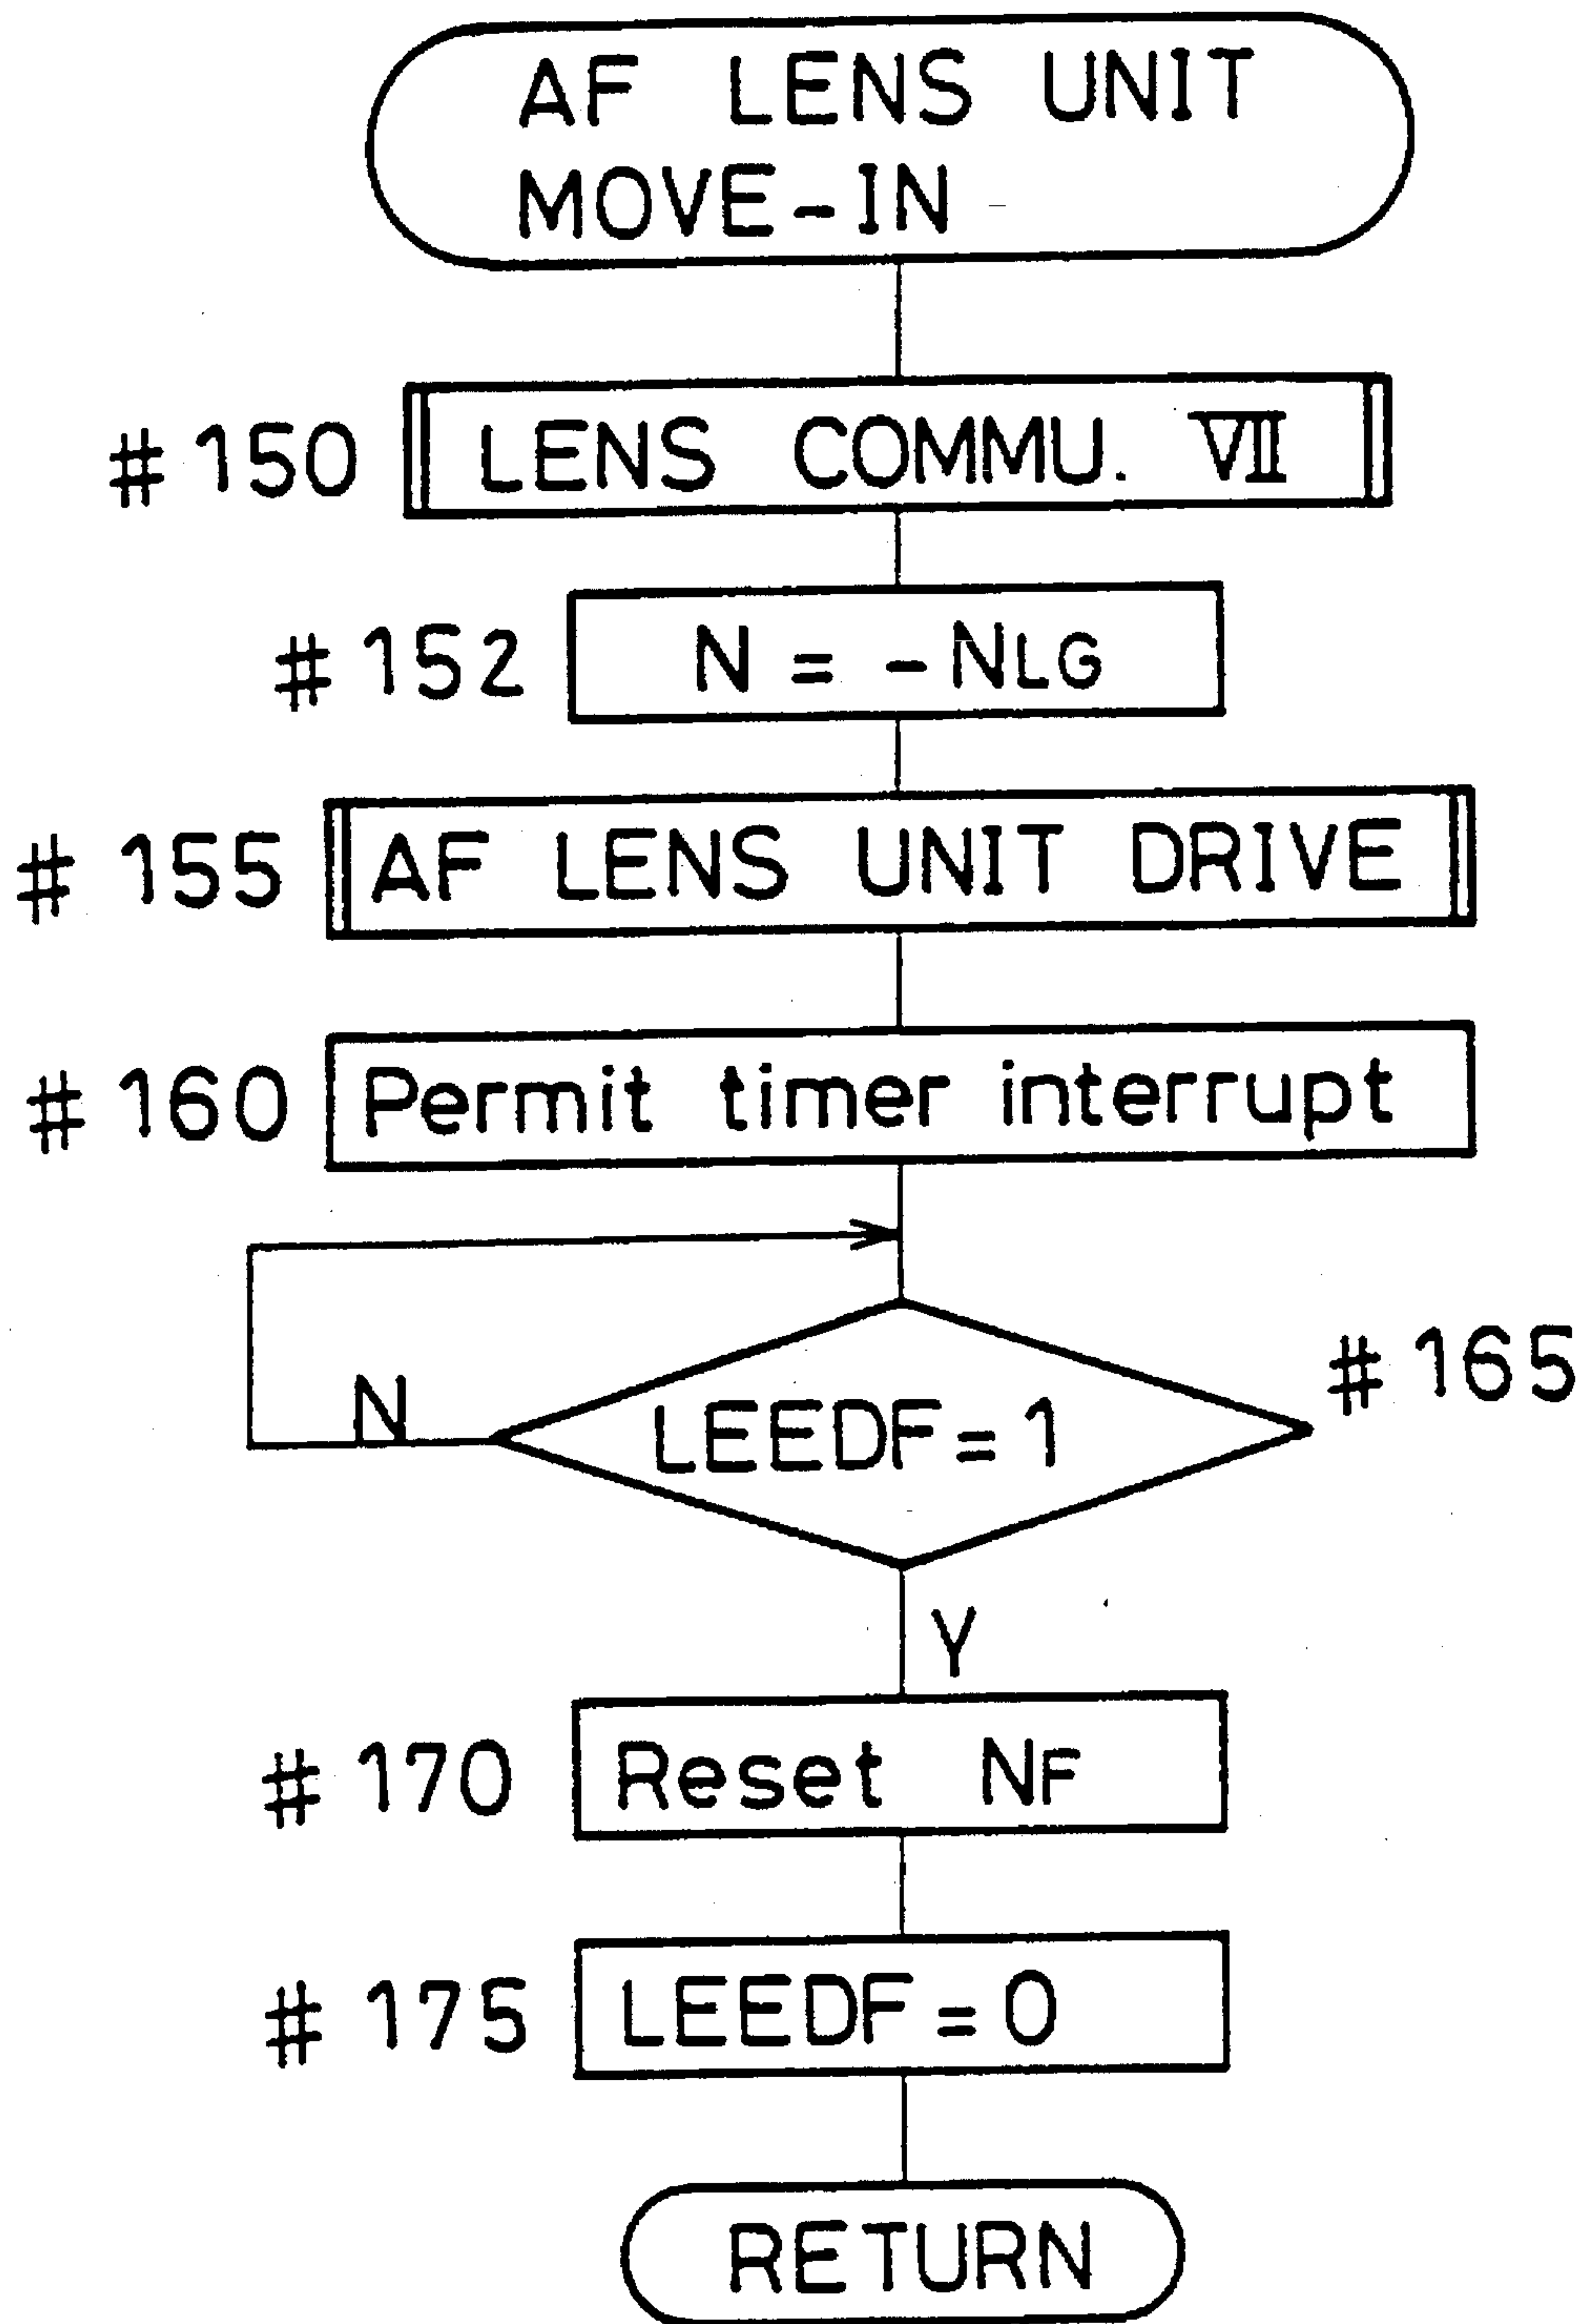 AF LENS UNIT
MOVE-IN
#150 LENS COMMU. VII
#152 N = -NLG
#155 AF LENS UNIT DRIVE
#160 Permit timer interrupt
#165
N LEEDF=1
Y
#170 Reset NF
#175 LEEDF=0
RETURN